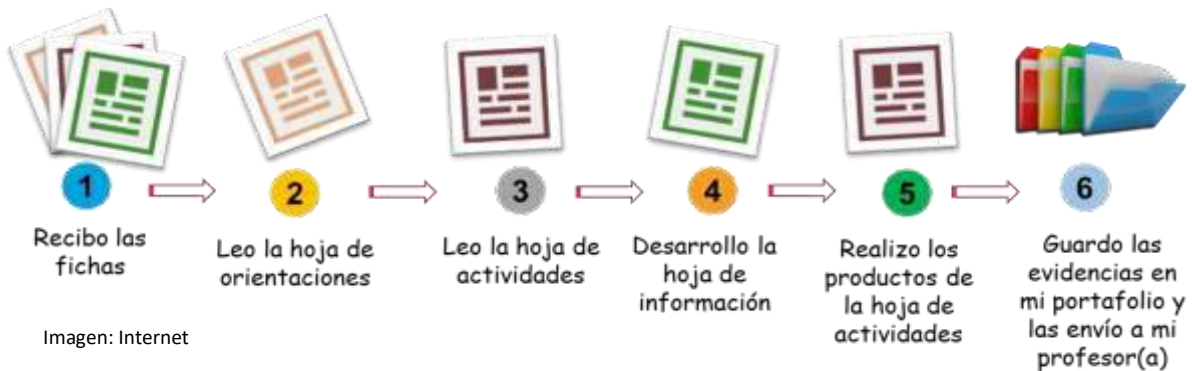 1
Recibo las
fichas
2
Leo la hoja de
orientaciones
3
Leo la hoja de
actividades
4
Desarrollo la
hoja de
información
5
Realizo los
productos de
la hoja de
actividades
6
Guardo las
evidencias en
mi portafolio y
las envío a mi
profesor(a)
Imagen: Internet